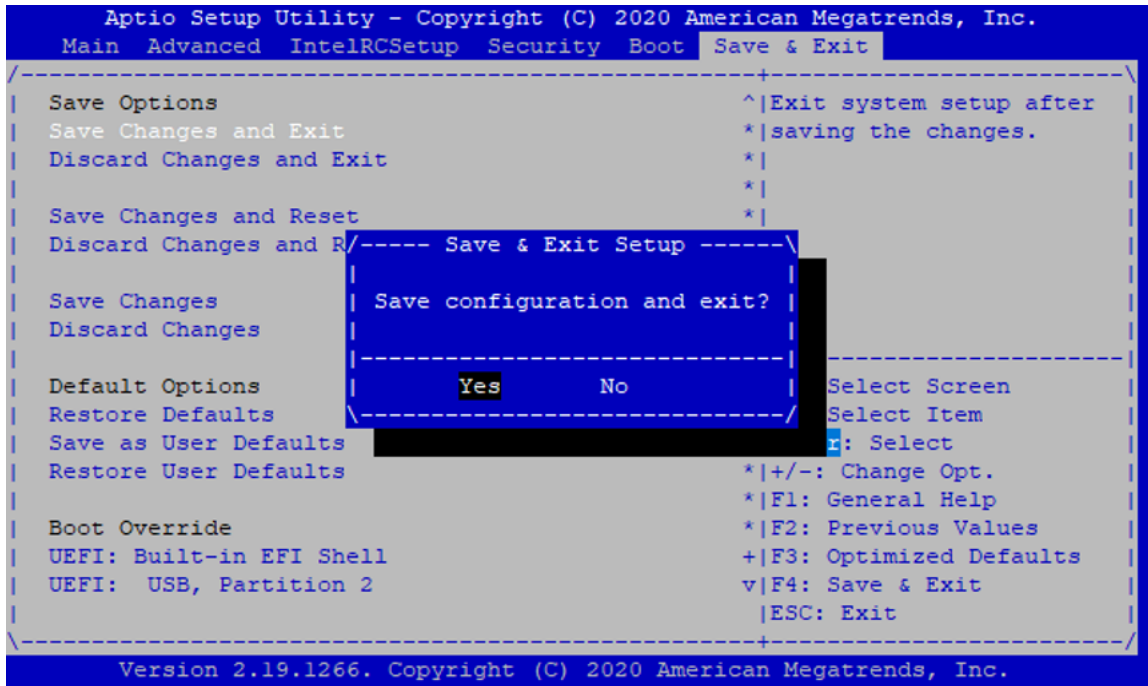 Aptio Setup Utility - Copyright (C) 2020 American Megatrends, Inc.
Main Advanced IntelRCSetup Security Boot Save & Exit
Save Options
Save Changes and Exit
Discard Changes and Exit
Save Changes and Reset
Discard Changes and R
Save Changes
Discard Changes
Default Options
Restore Defaults
Save as User Defaults
Restore User Defaults
Boot Override
UEFI: Built-in EFI Shell
UEFI: USB, Partition 2
Save & Exit Setup
Save configuration and exit?
Yes No
Exit system setup after
saving the changes.
Select Screen
Select Item
r: Select
+/-: Change Opt.
F1: General Help
F2: Previous Values
F3: Optimized Defaults
F4: Save & Exit
ESC: Exit
Version 2.19.1266. Copyright (C) 2020 American Megatrends, Inc.